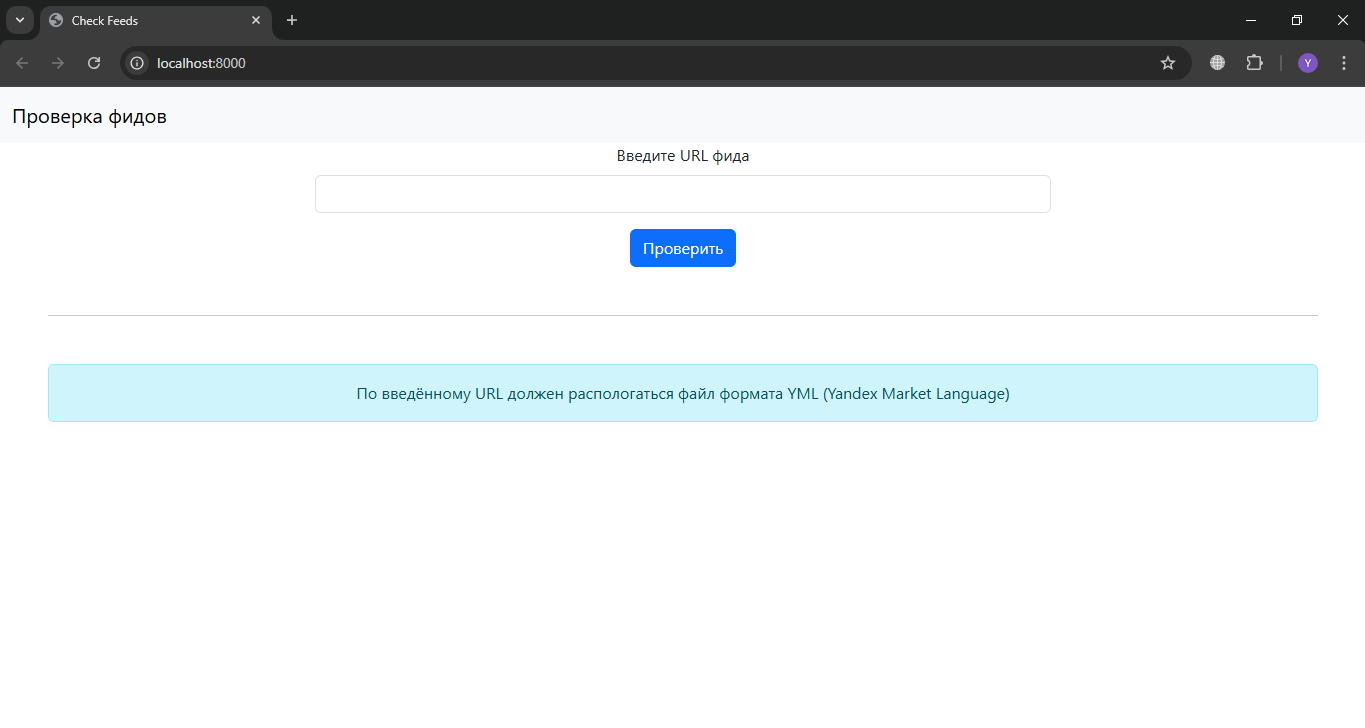 Check Feeds
localhost:8000
Y
Проверка фидов
Введите URL фида
Проверить
По введённому URL должен распологаться файл формата YML (Yandex Market Language)